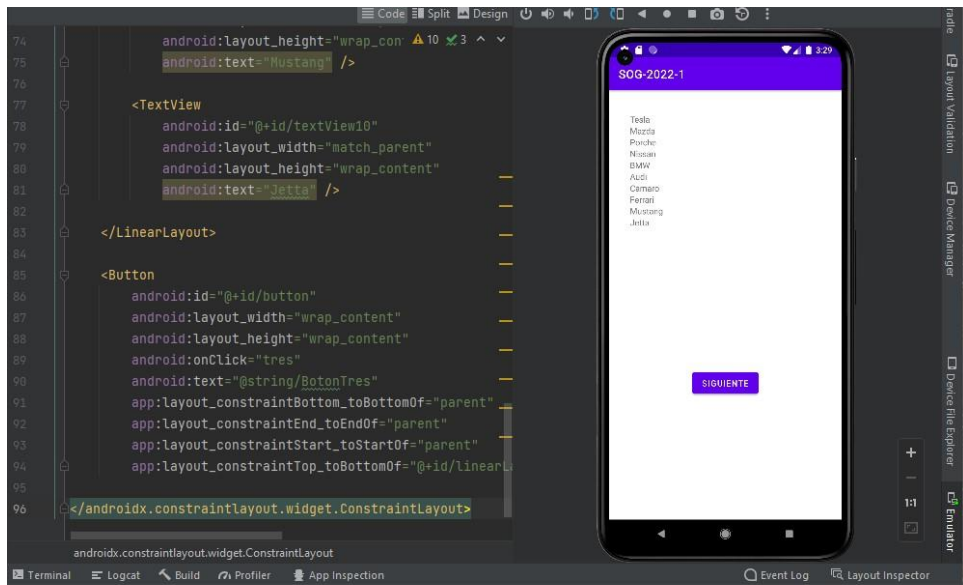 Code Split Design
74 android:layout_height="wrap_con 10 3
75 android:text="Mustang" />
76
77 <TextView
78 android:id="@+id/textView10"
79 android:layout_width="match_parent"
80 android:layout_height="wrap_content"
81 android:text="Jetta" />
82
83 </LinearLayout>
84
85 <Button
86 android:id="@+id/button"
87 android:layout_width="wrap_content"
88 android:layout_height="wrap_content"
89 android:onClick="tres"
90 android:text="@string/BotonTres"
91 app:layout_constraintBottom_toBottomOf="parent"
92 app:layout_constraintEnd_toEndOf="parent"
93 app:layout_constraintStart_toStartOf="parent"
94 app:layout_constraintTop_toBottomOf="@+id/linearLa
95
96 </androidx.constraintlayout.widget.ConstraintLayout>
androidx.constraintlayout.widget.ConstraintLayout
3:29
SOG-2022-1
Tesla
Mazda
Porche
Nissan
BMW
Audi
Camaro
Ferrari
Mustang
Jetta
SIGUIENTE
1:1
radle
Layout Validation
Device Manager
Device File Explorer
Emulator
Terminal Logcat Build Profiler App Inspection Event Log Layout Inspector